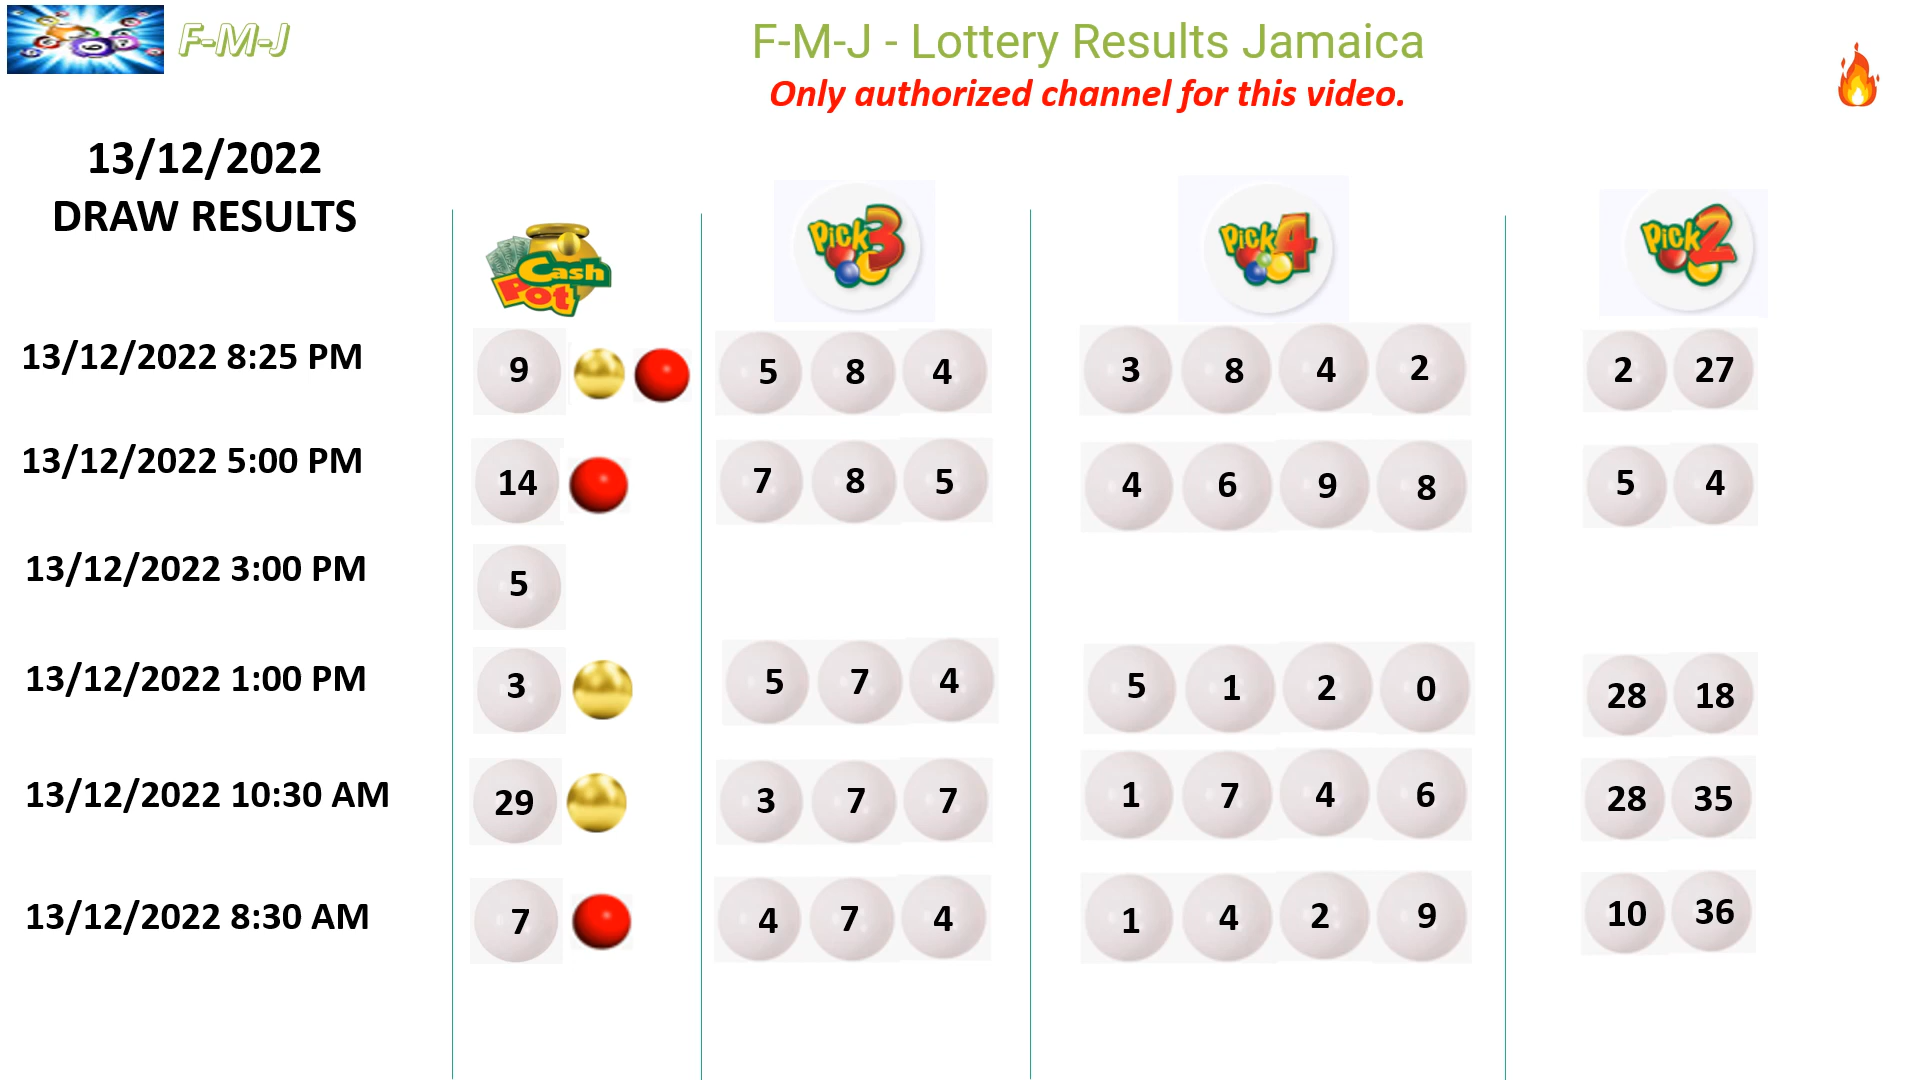 F-M-J
F-M-J - Lottery Results Jamaica
Only authorized channel for this video.
13/12/2022
DRAW RESULTS
Cash Pot
Pick 3
Pick 4
Pick 2
13/12/2022 8:25 PM 9 5 8 4 3 8 4 2 2 27
13/12/2022 5:00 PM 14 7 8 5 4 6 9 8 5 4
13/12/2022 3:00 PM 5
13/12/2022 1:00 PM 3 5 7 4 5 1 2 0 28 18
13/12/2022 10:30 AM 29 3 7 7 1 7 4 6 28 35
13/12/2022 8:30 AM 7 4 7 4 1 4 2 9 10 36